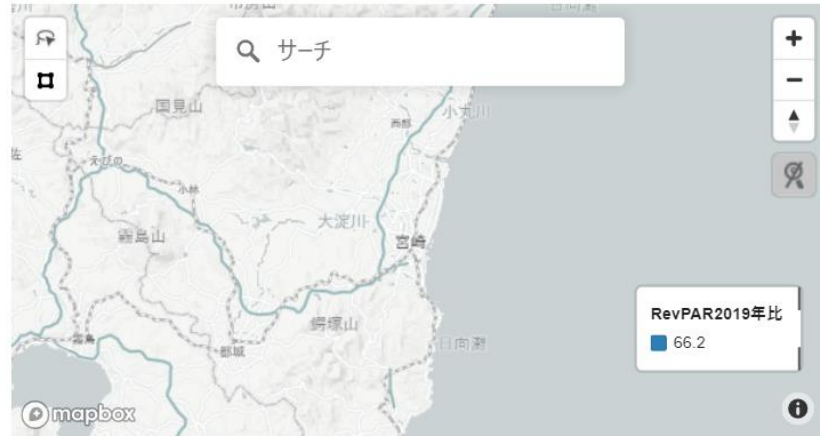 サーチ
国見山
小丸川
西都
えびの
小林
大淀川
霧島山
宮崎
RevPAR2019年比
66.2
鰐塚山
日向灘
霧島
都城
mapbox